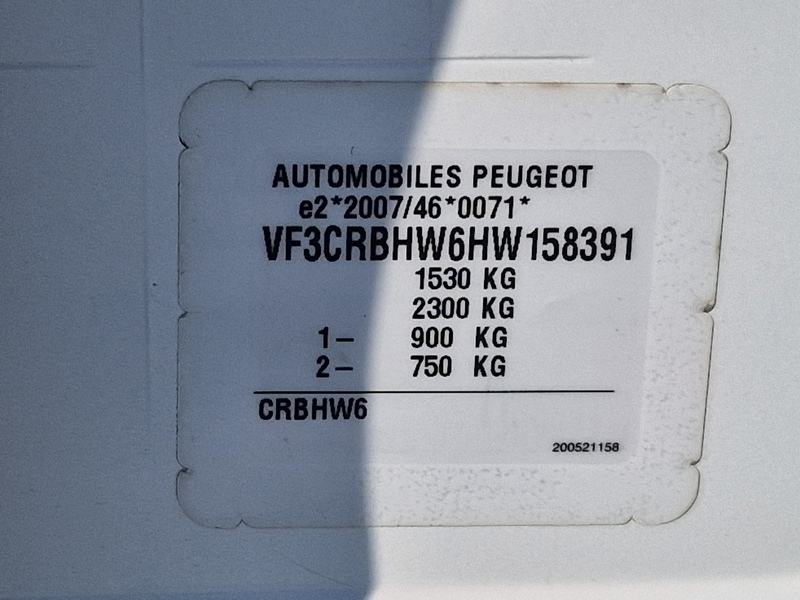 AUTOMOBILES PEUGEOT
e2*2007/46*0071*
VF3CRBHW6HW158391
1530 KG
2300 KG
1- 900 KG
2- 750 KG
CRBHW6
200521158